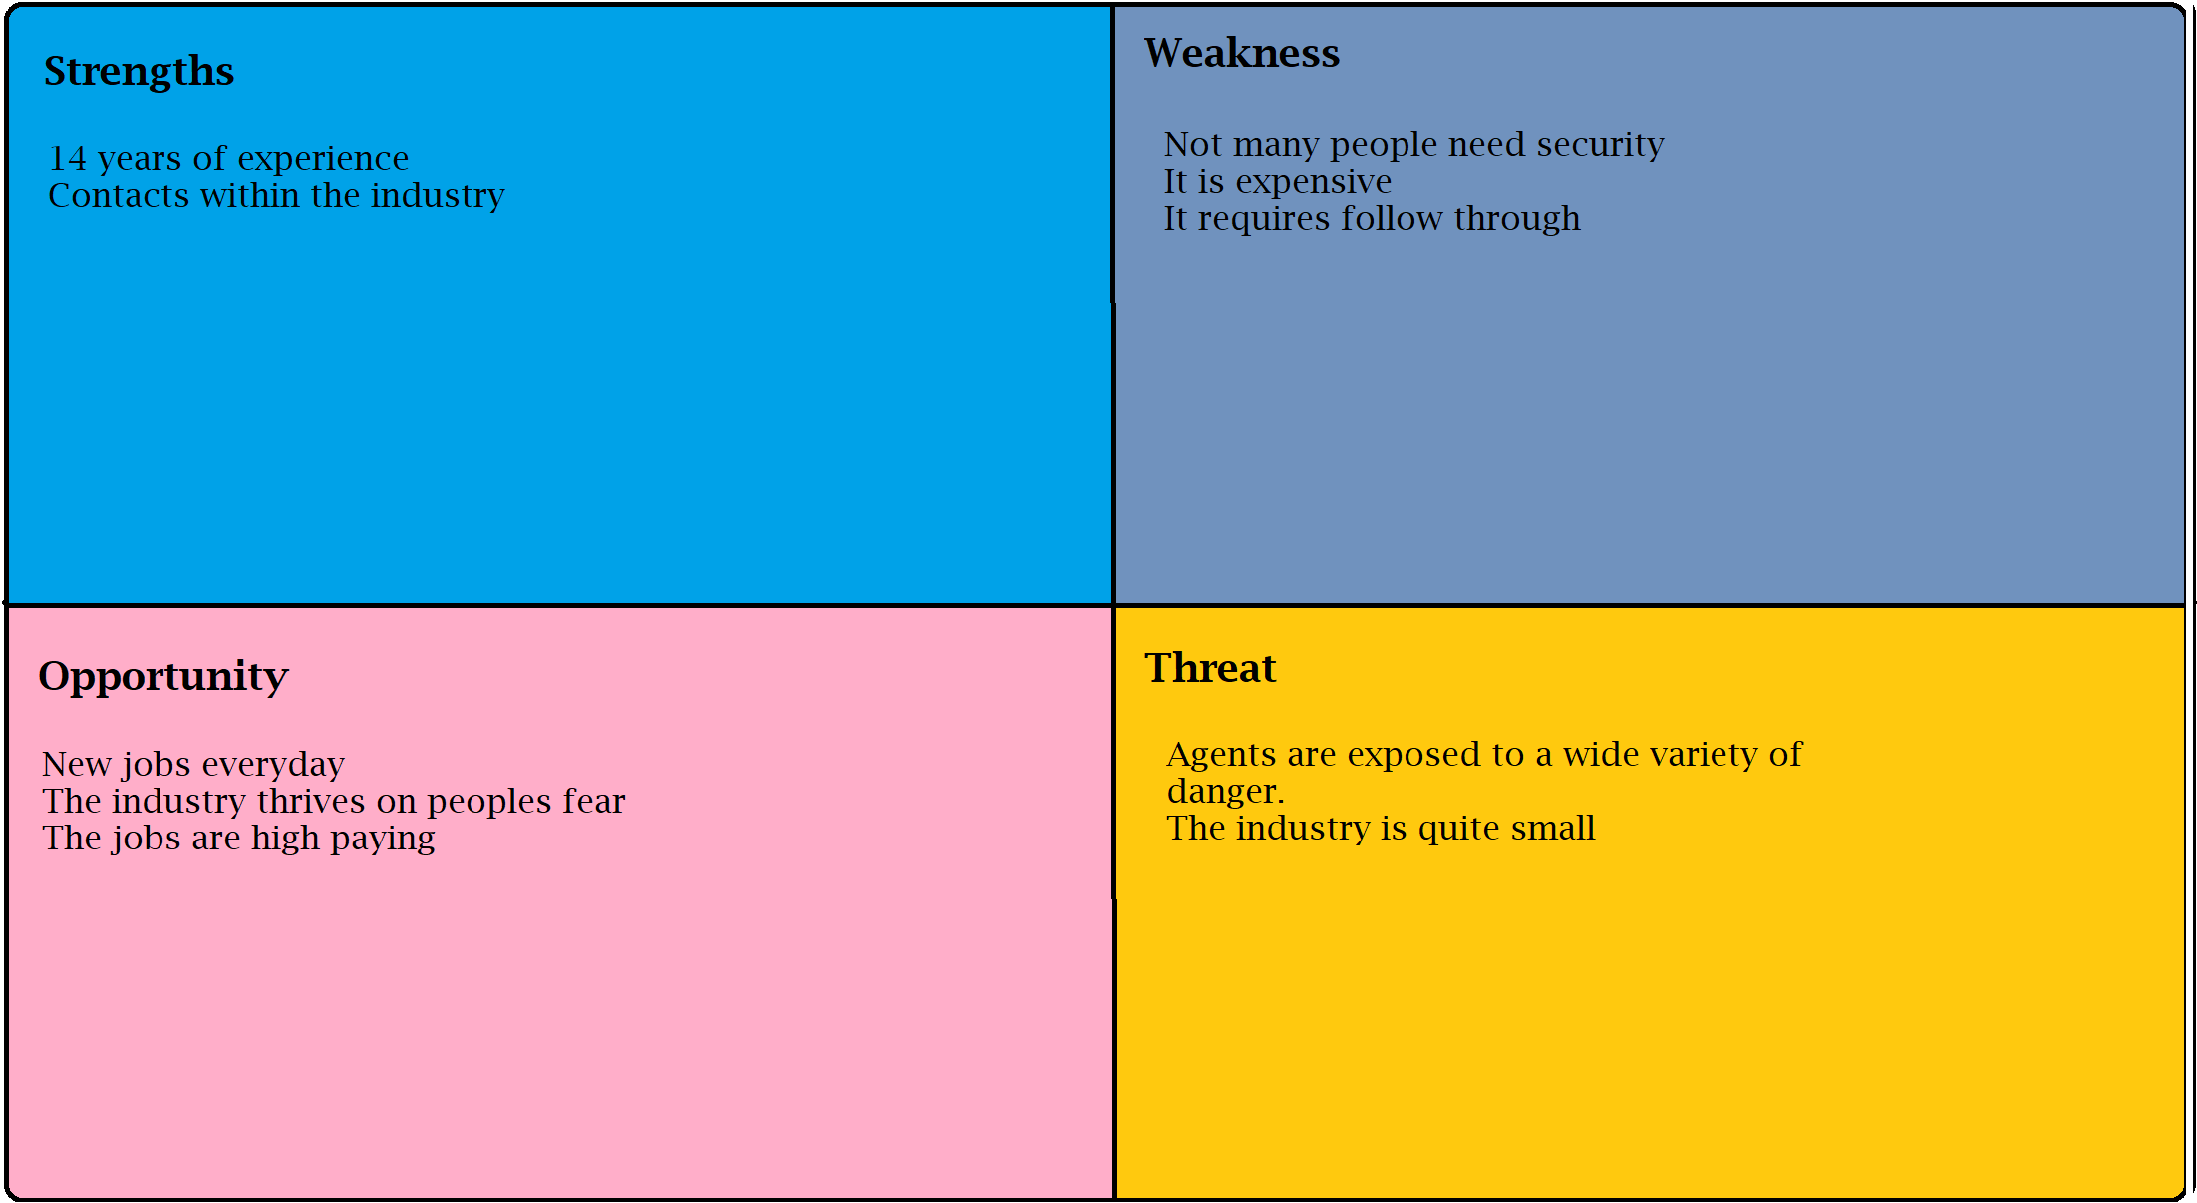 Strengths
14 years of experience
Contacts within the industry
Weakness
Not many people need security
It is expensive
It requires follow through
Opportunity
New jobs everyday
The industry thrives on peoples fear
The jobs are high paying
Threat
Agents are exposed to a wide variety of
danger.
The industry is quite small